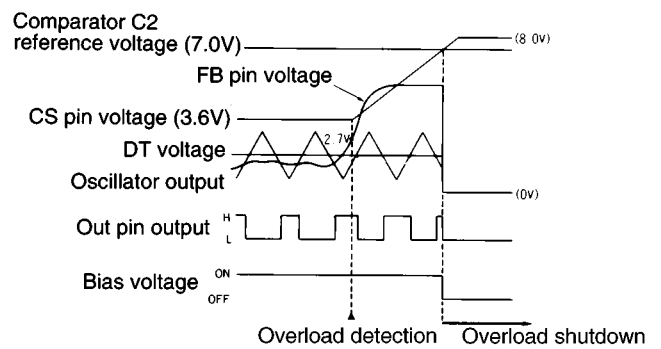 Comparator C2
reference voltage (7.0V)
(8.0V)
FB pin voltage
CS pin voltage (3.6V)
2.7V
DT voltage
Oscillator output
(0V)
Out pin output
H
L
Bias voltage
ON
OFF
Overload detection
Overload shutdown